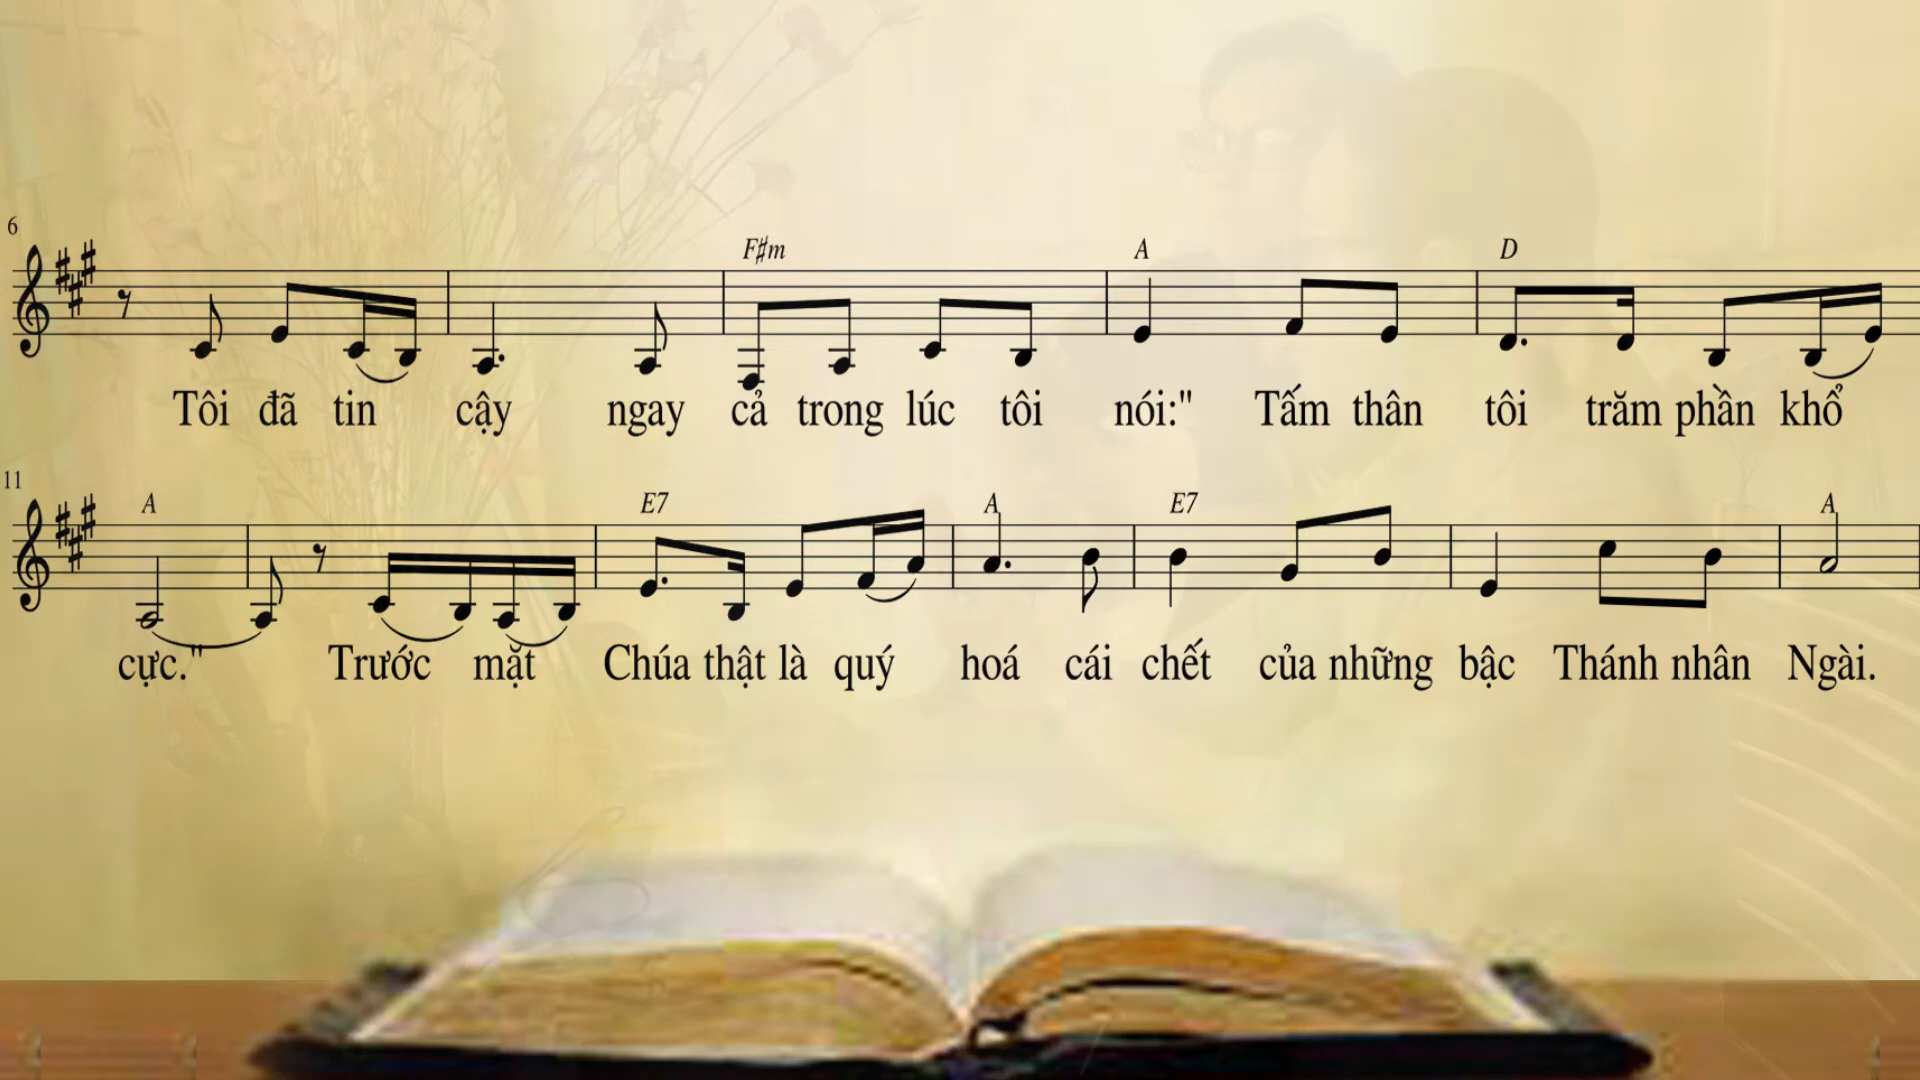 6
F#m A D
Tôi đã tin cậy ngay cả trong lúc tôi nói:" Tấm thân tôi trăm phần khổ
11
A E7 A E7 A
cực." Trước mặt Chúa thật là quý hoá cái chết của những bậc Thánh nhân Ngài.